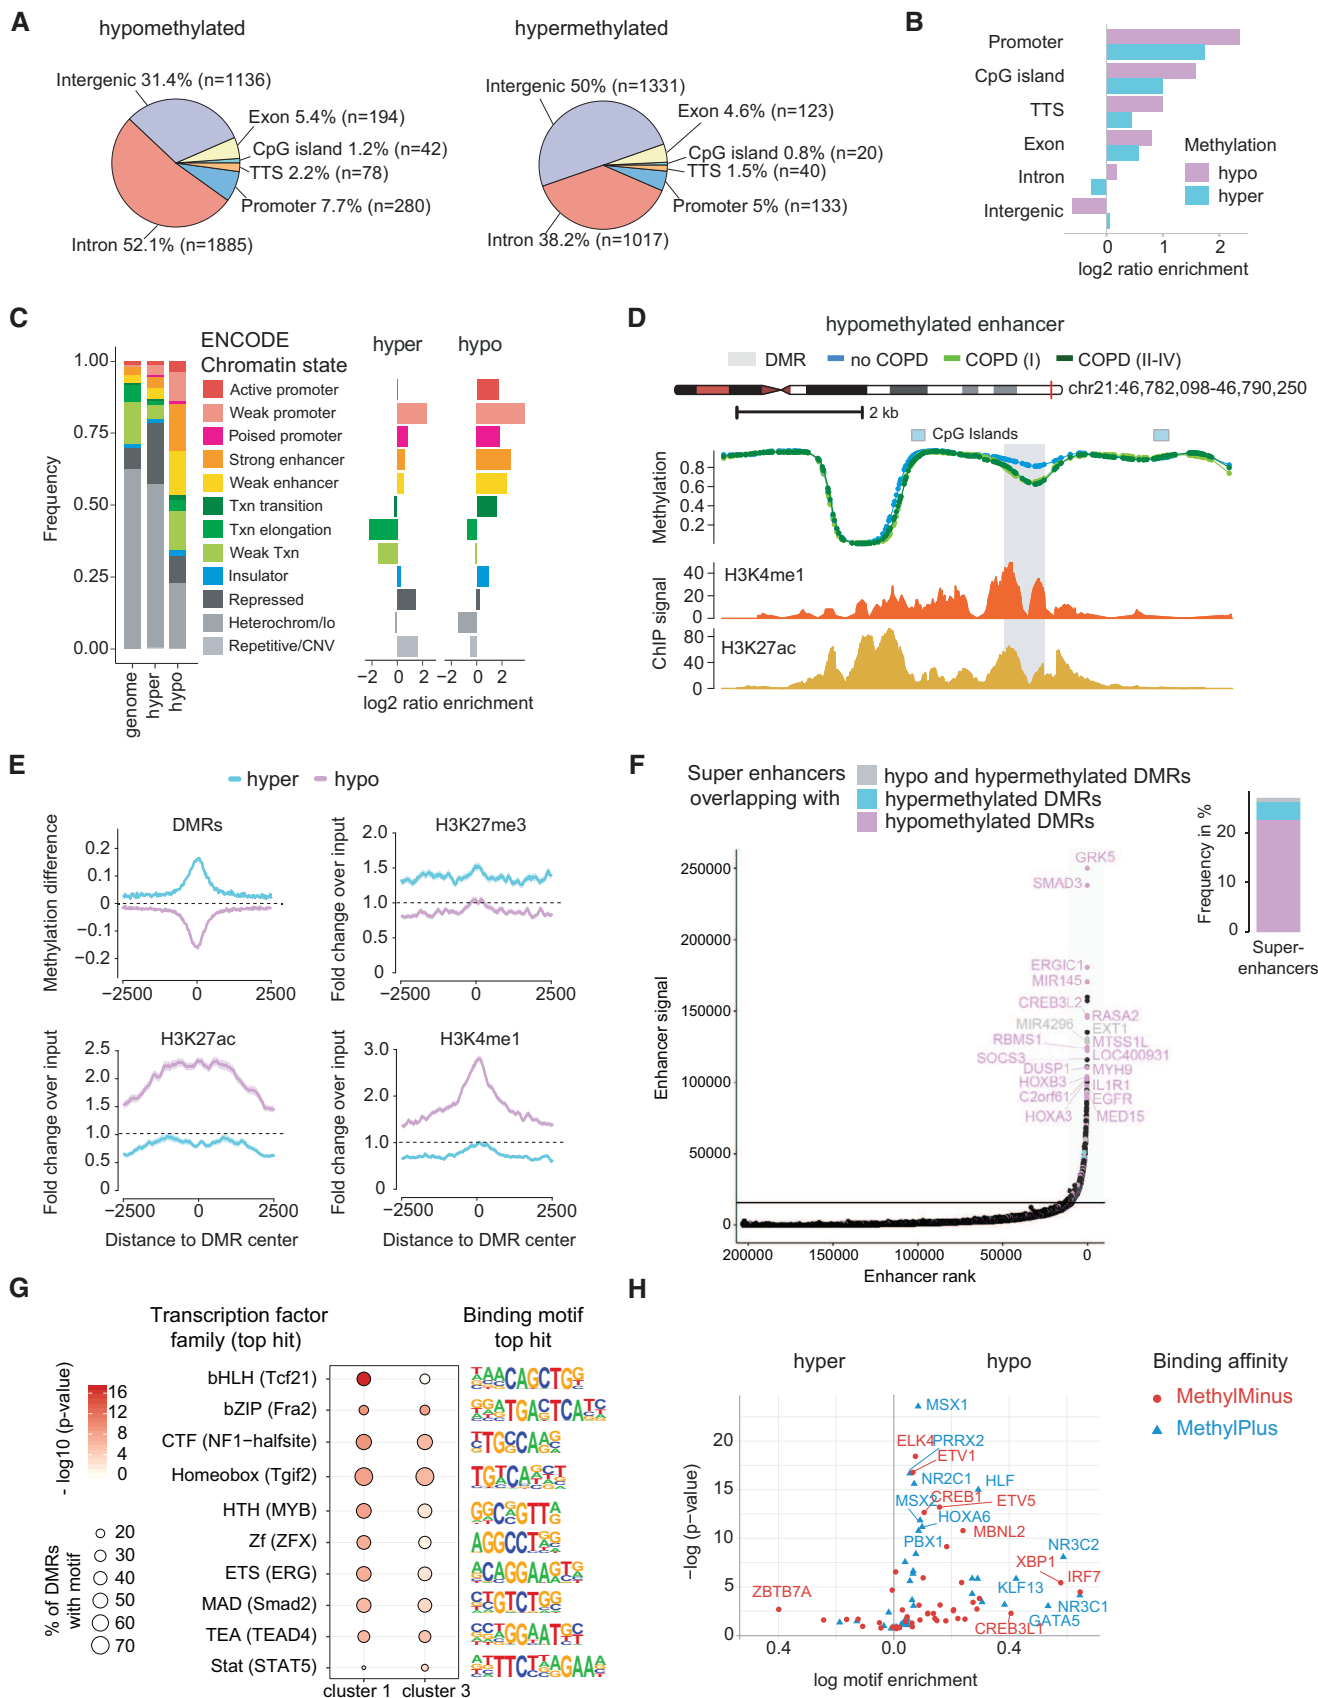 A
hypomethylated
Intergenic 31.4% (n=1136)
Exon 5.4% (n=194)
CpG island 1.2% (n=42)
TTS 2.2% (n=78)
Promoter 7.7% (n=280)
Intron 52.1% (n=1885)
hypermethylated
Intergenic 50% (n=1331)
Exon 4.6% (n=123)
CpG island 0.8% (n=20)
TTS 1.5% (n=40)
Promoter 5% (n=133)
Intron 38.2% (n=1017)
B
Promoter
CpG island
TTS
Exon
Intron
Intergenic
Methylation
hypo
hyper
0 1 2
log2 ratio enrichment
C
Frequency
1.00
0.75
0.50
0.25
0.00
genome
hyper
hypo
ENCODE
Chromatin state
Active promoter
Weak promoter
Poised promoter
Strong enhancer
Weak enhancer
Txn transition
Txn elongation
Weak Txn
Insulator
Repressed
Heterochrom/lo
Repetitive/CNV
hyper hypo
−2 0 2 −2 0 2
log2 ratio enrichment
D
hypomethylated enhancer
DMR no COPD COPD (I) COPD (II-IV)
chr21:46,782,098-46,790,250
2 kb
CpG Islands
Methylation
0.8
0.6
0.4
0.2
ChIP signal
H3K4me1
40
20
0
H3K27ac
80
40
0
E
hyper hypo
DMRs
Methylation difference
0.2
0.1
0
−0.1
−0.2
−2500 0 2500
H3K27me3
Fold change over input
2.0
1.5
1.0
0.5
0
−2500 0 2500
H3K27ac
Fold change over input
2.5
2.0
1.5
1.0
0.5
0
−2500 0 2500
Distance to DMR center
H3K4me1
Fold change over input
3.0
2.0
1.0
0
−2500 0 2500
Distance to DMR center
F
Super enhancers
overlapping with
hypo and hypermethylated DMRs
hypermethylated DMRs
hypomethylated DMRs
Enhancer signal
250000
200000
150000
100000
50000
0
GRK5
SMAD3
ERGIC1
MIR145
CREB3L2
RASA2
MIR4296
EXT1
RBMS1
MTSS1L
SOCS3
LOC400931
DUSP1
MYH9
HOXB3
IL1R1
C2orf61
EGFR
HOXA3
MED15
200000 150000 100000 50000 0
Enhancer rank
Frequency in %
20
10
0
Super-
enhancers
G
Transcription factor
family (top hit)
Binding motif
top hit
- log10 (p-value)
16
12
8
4
0
% of DMRs
with motif
20
30
40
50
60
70
bHLH (Tcf21)
bZIP (Fra2)
CTF (NF1−halfsite)
Homeobox (Tgif2)
HTH (MYB)
Zf (ZFX)
ETS (ERG)
MAD (Smad2)
TEA (TEAD4)
Stat (STAT5)
cluster 1 cluster 3
H
hyper hypo
Binding affinity
MethylMinus
MethylPlus
−log (p−value)
20
15
10
5
0
MSX1
ELK4
PRRX2
ETV1
NR2C1
HLF
CREB1
MSX2
ETV5
HOXA6
MBNL2
PBX1
NR3C2
XBP1
IRF7
ZBTB7A
KLF13
NR3C1
GATA5
CREB3L1
0.4 0.0 0.4
log motif enrichment